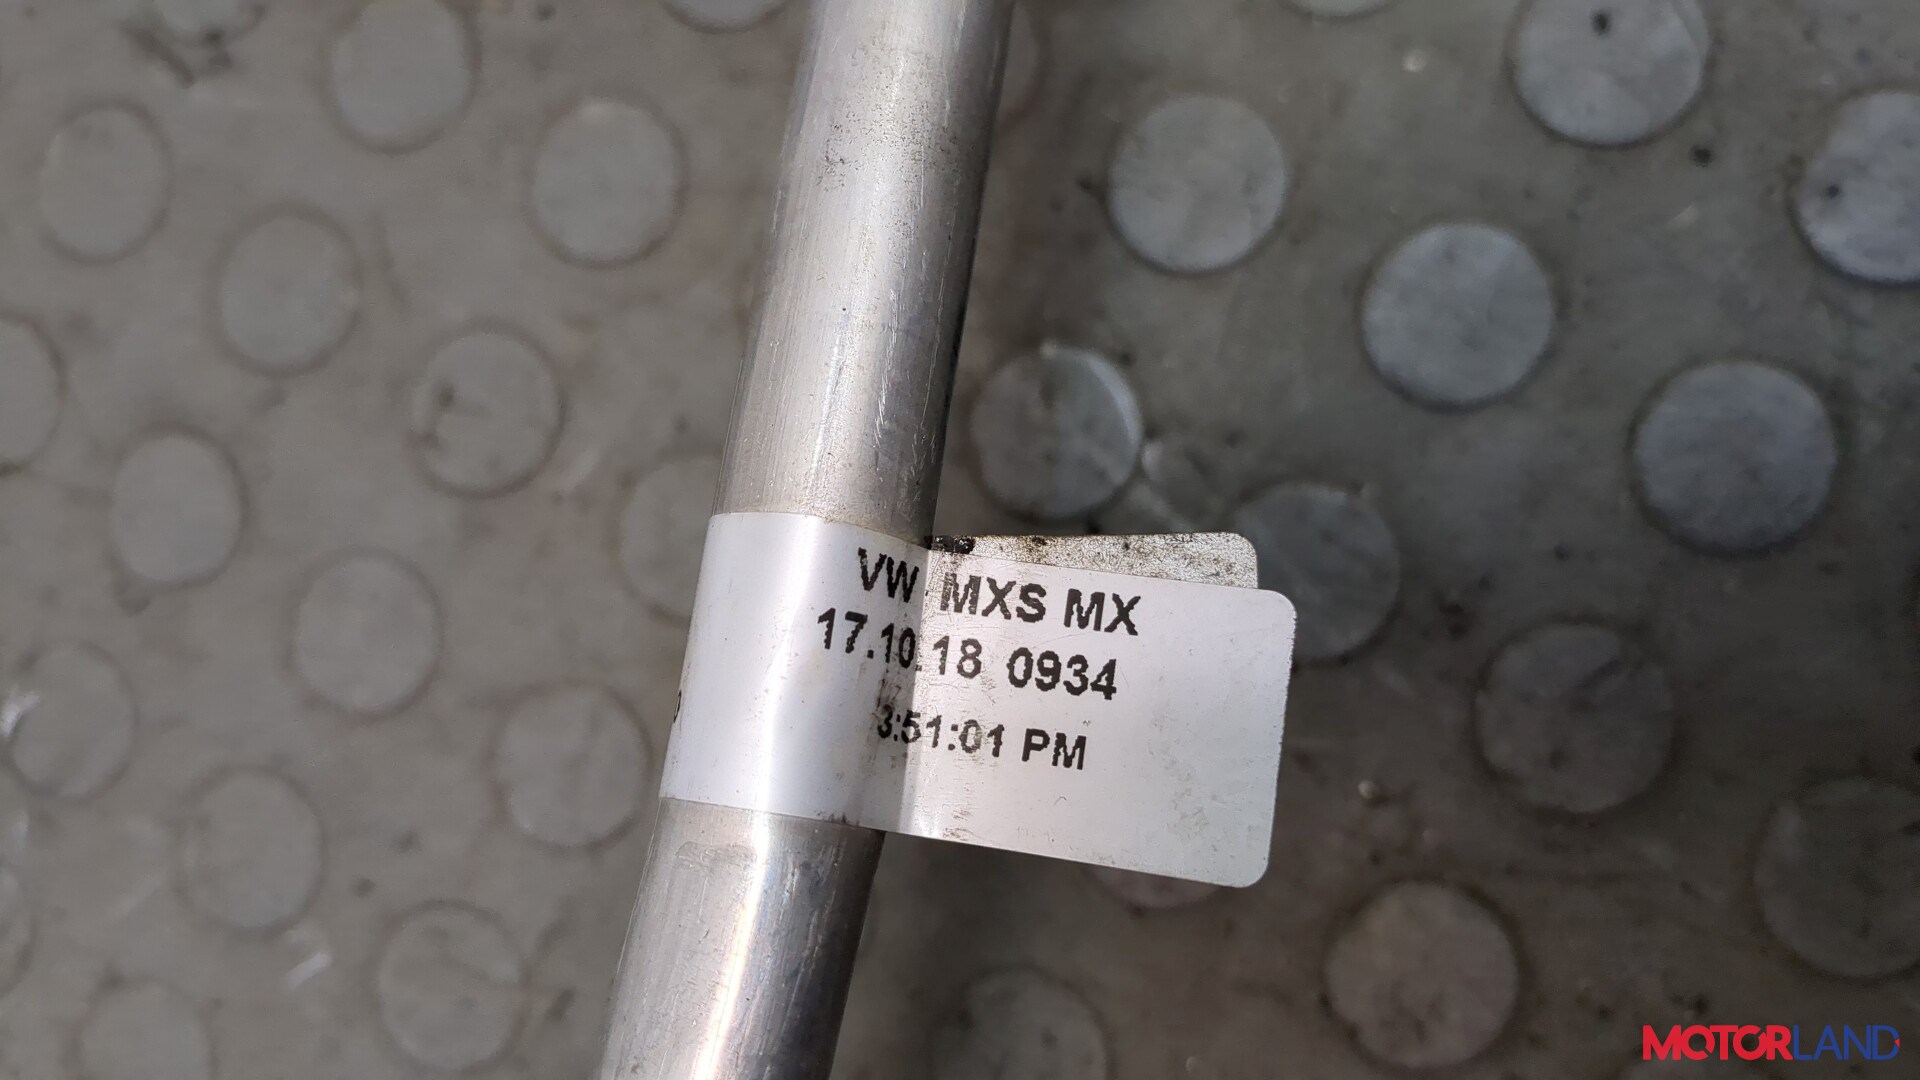 VW MXS MX
17.10.18 0934
3:51:01 PM
MOTORLAND